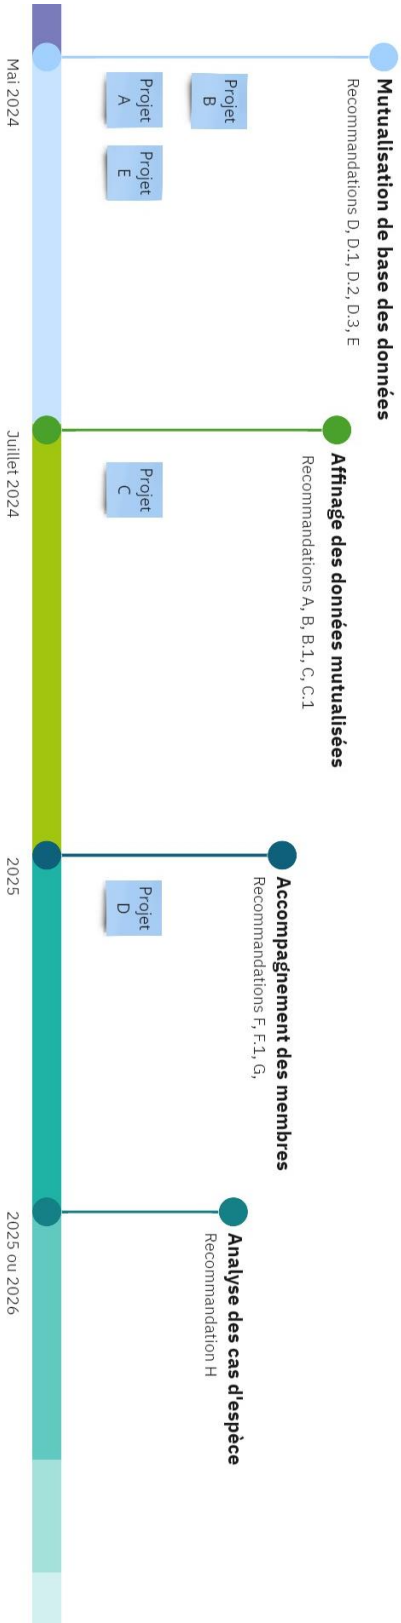 Mutualisation de base des données
Recommandations D, D.1, D.2, D.3, E
Projet
B
Projet
A
Projet
E
Mai 2024
Affinage des données mutualisées
Recommandations A, B, B.1, C, C.1
Projet
C
Juillet 2024
Accompagnement des membres
Recommandations F, F.1, G,
Projet
D
2025
Analyse des cas d'espèce
Recommandation H
2025 ou 2026